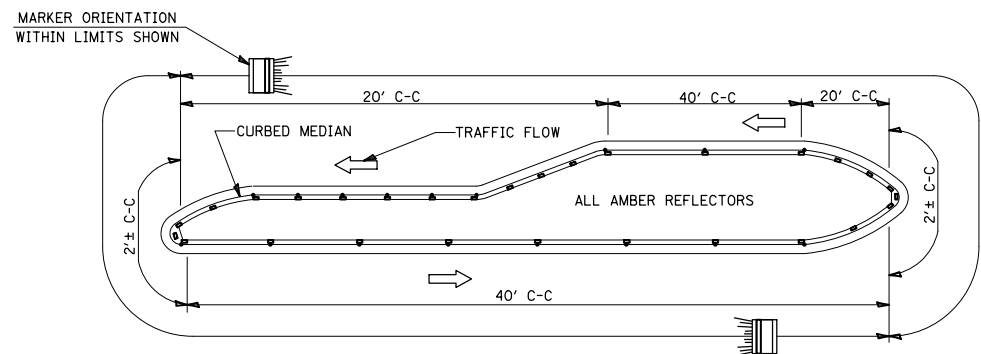 MARKER ORIENTATION
WITHIN LIMITS SHOWN
20' C-C
40' C-C
20' C-C
CURBED MEDIAN
TRAFFIC FLOW
ALL AMBER REFLECTORS
2'± C-C
2'± C-C
40' C-C